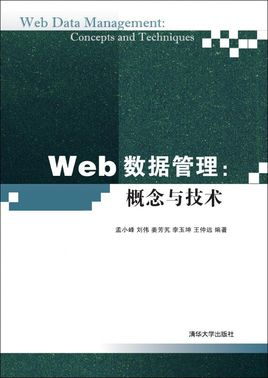 Web Data Management:
Concepts and Techniques
Web数据管理:
概念与技术
孟小峰 刘伟 姜芳艽 李玉坤 王仲远 编著
清华大学出版社